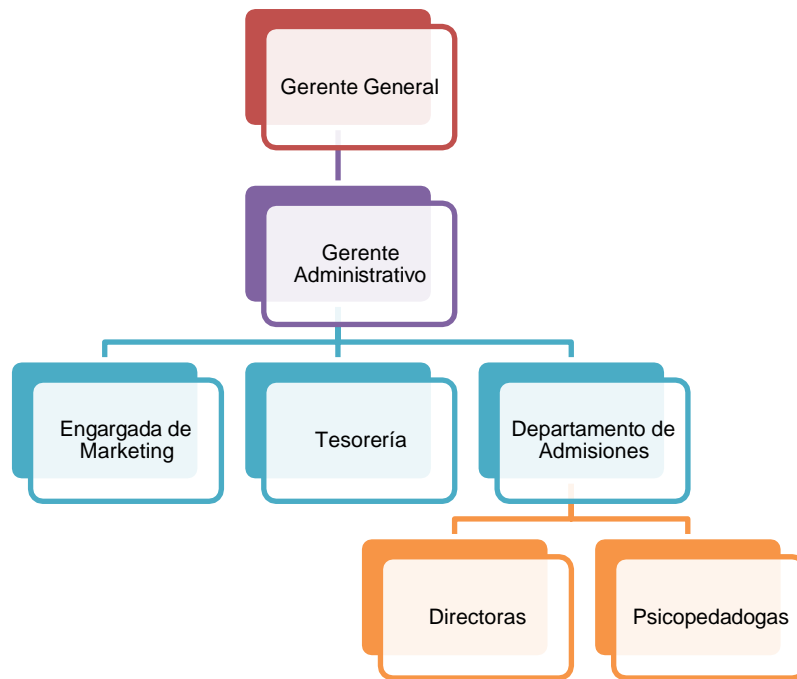 Gerente General
Gerente
Administrativo
Engargada de
Marketing
Tesorería
Departamento de
Admisiones
Directoras
Psicopedadogas